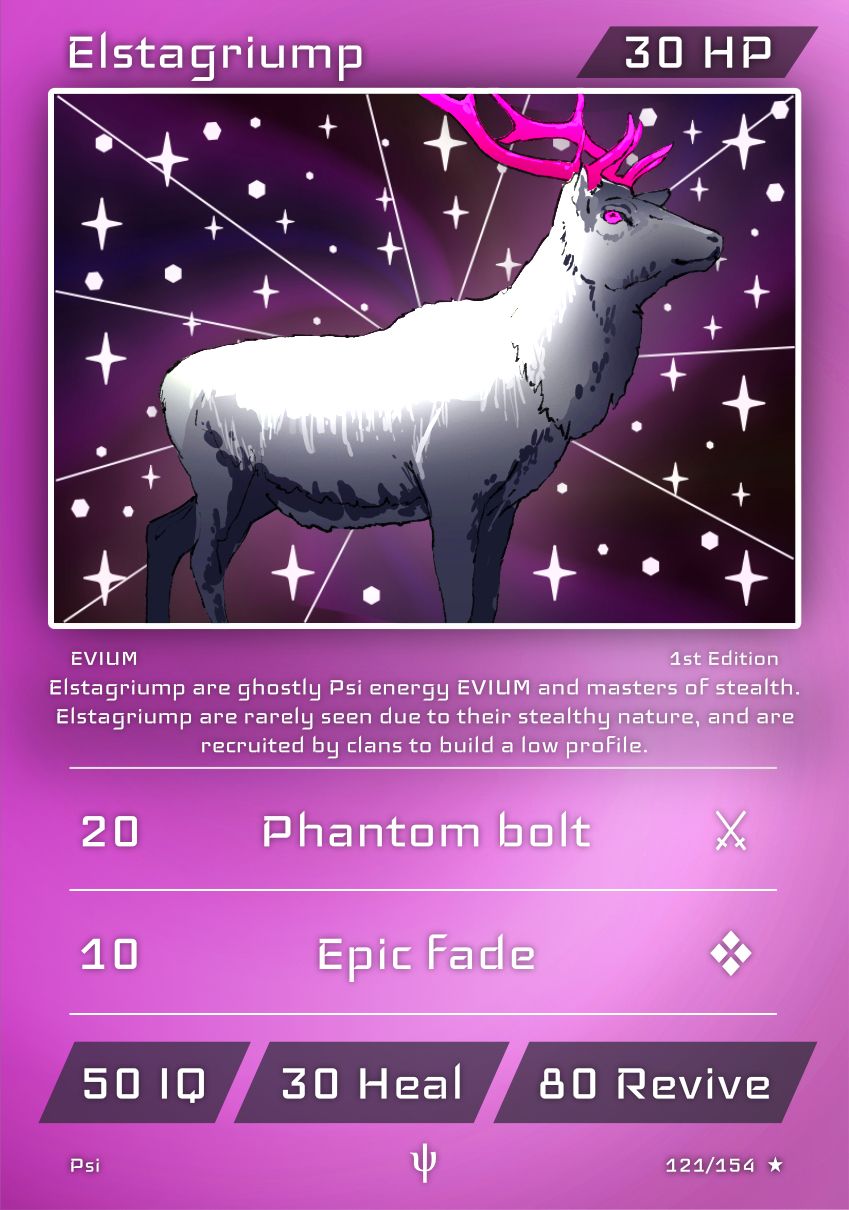 Elstagriump
30 HP
EVIUM
1st Edition
Elstagriump are ghostly Psi energy EVIUM and masters of stealth.
Elstagriump are rarely seen due to their stealthy nature, and are
recruited by clans to build a low profile.
20 Phantom bolt
10 Epic fade
50 IQ
30 Heal
80 Revive
Psi
ψ
121/154 ★